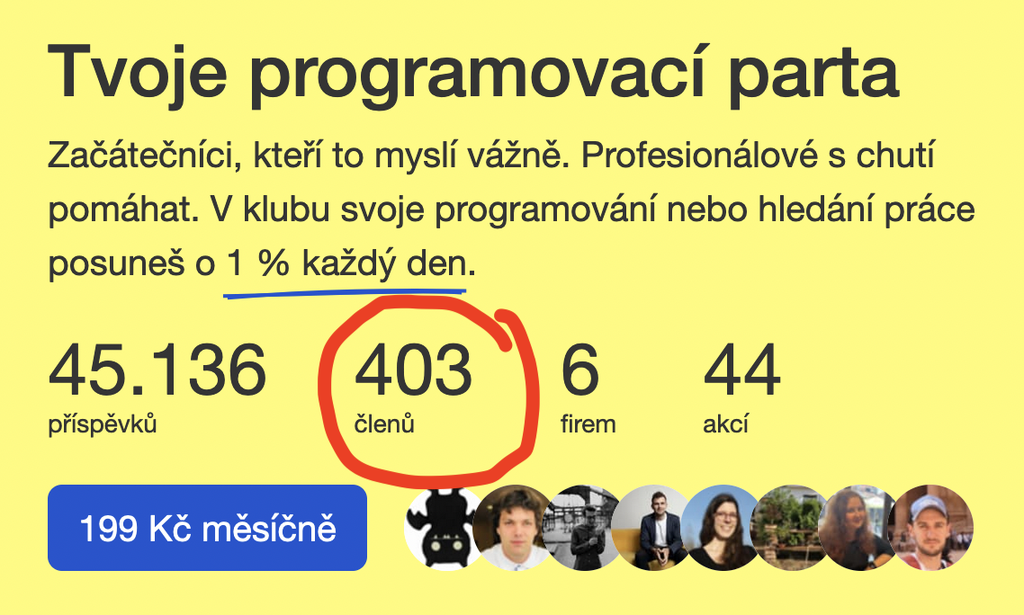 Tvoje programovací parta
Začátečníci, kteří to myslí vážně. Profesionálové s chutí
pomáhat. V klubu svoje programování nebo hledání práce
posuneš o 1 % každý den.
45.136 403 6 44
příspěvků členů firem akcí
199 Kč měsíčně